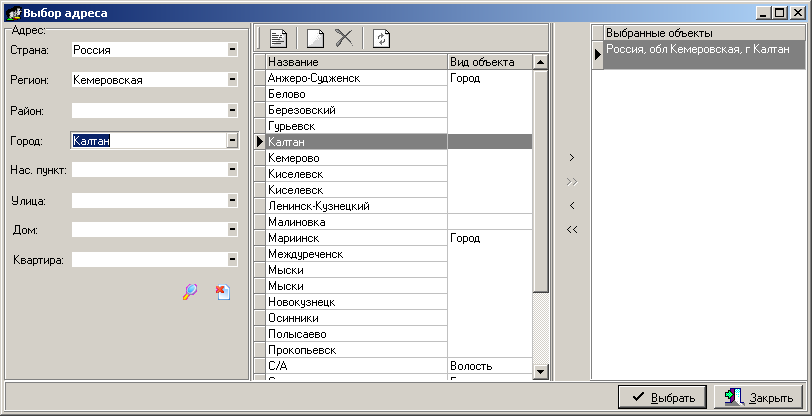 Выбор адреса
Адрес:
Страна: Россия
Регион: Кемеровская
Район:
Город: Калтан
Нас. пункт:
Улица:
Дом:
Квартира:
Название Вид объекта
Анжеро-Судженск Город
Белово
Березовский
Гурьевск
Калтан
Кемерово
Киселевск
Киселевск
Ленинск-Кузнецкий
Малиновка
Мариинск Город
Междуреченск
Мыски
Мыски
Новокузнецк
Осинники
Полысаево
Прокопьевск
С/А Волость
>
>>
<
<<
Выбранные объекты
Россия, обл Кемеровская, г Калтан
Выбрать
Закрыть